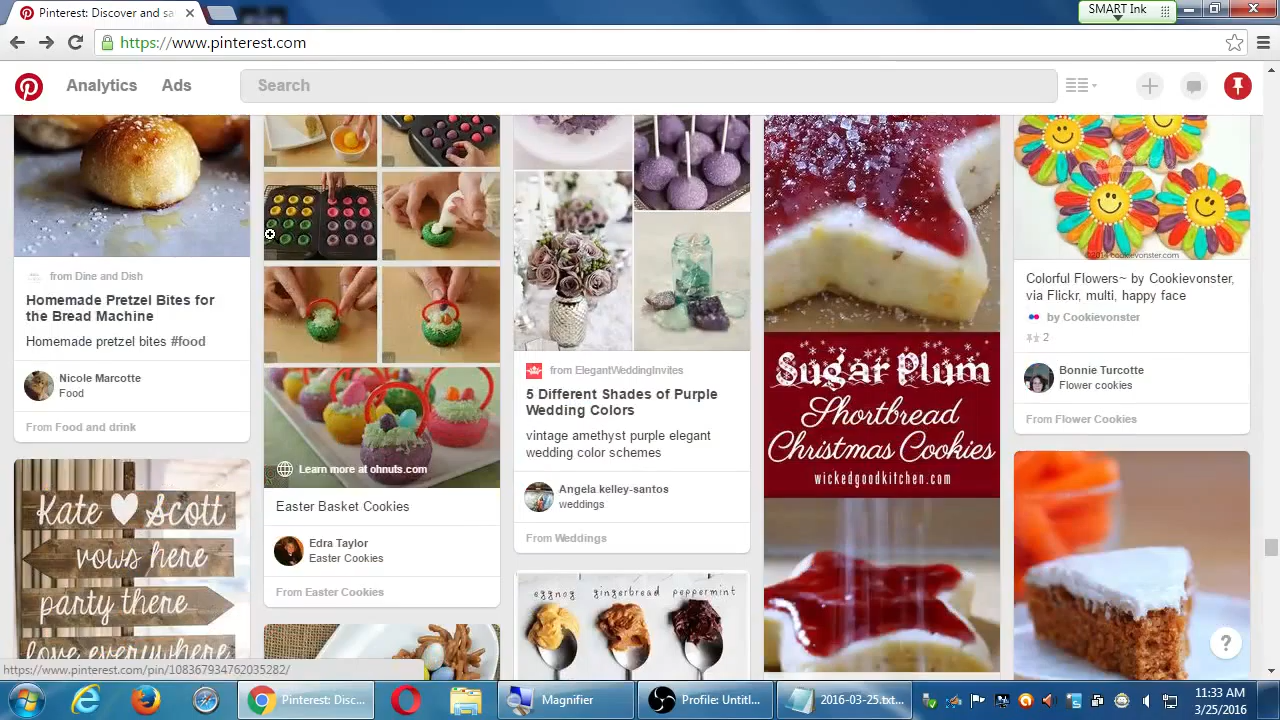 Pinterest: Discover and sa
SMART Ink
https://www.pinterest.com
Analytics
Ads
Search
from Dine and Dish
Homemade Pretzel Bites for
the Bread Machine
Homemade pretzel bites #food
Nicole Marcotte
Food
From Food and drink
Kate Scott
vows here
party there
love everywhere
Learn more at ohnuts.com
Easter Basket Cookies
Edra Taylor
Easter Cookies
From Easter Cookies
from ElegantWeddingInvites
5 Different Shades of Purple
Wedding Colors
vintage amethyst purple elegant
wedding color schemes
Angela kelley-santos
weddings
From Weddings
eggnog gingerbread peppermint
Sugar Plum
Shortbread
Christmas Cookies
wickedgoodkitchen.com
©2014 cookievonster.com
Colorful Flowers~ by Cookievonster,
via Flickr, multi, happy face
by Cookievonster
2
Bonnie Turcotte
Flower cookies
From Flower Cookies
?
https://www.pinterest.com/pin/108367934762035282/
Pinterest: Disc...
Magnifier
Profile: Untitl...
2016-03-25.txt...
11:33 AM
3/25/2016